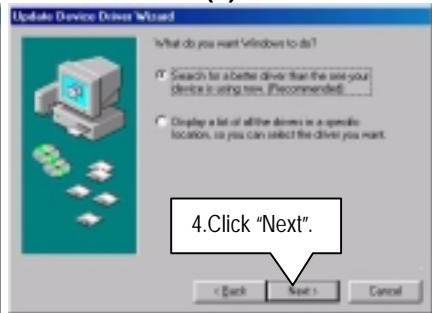 Update Device Driver Wizard
What do you want Windows to do?
Search for a better driver than the one your
device is using now. (Recommended)
Display a list of all the drivers in a specific
location, so you can select the driver you want.
4.Click “Next”.
< Back
Next >
Cancel